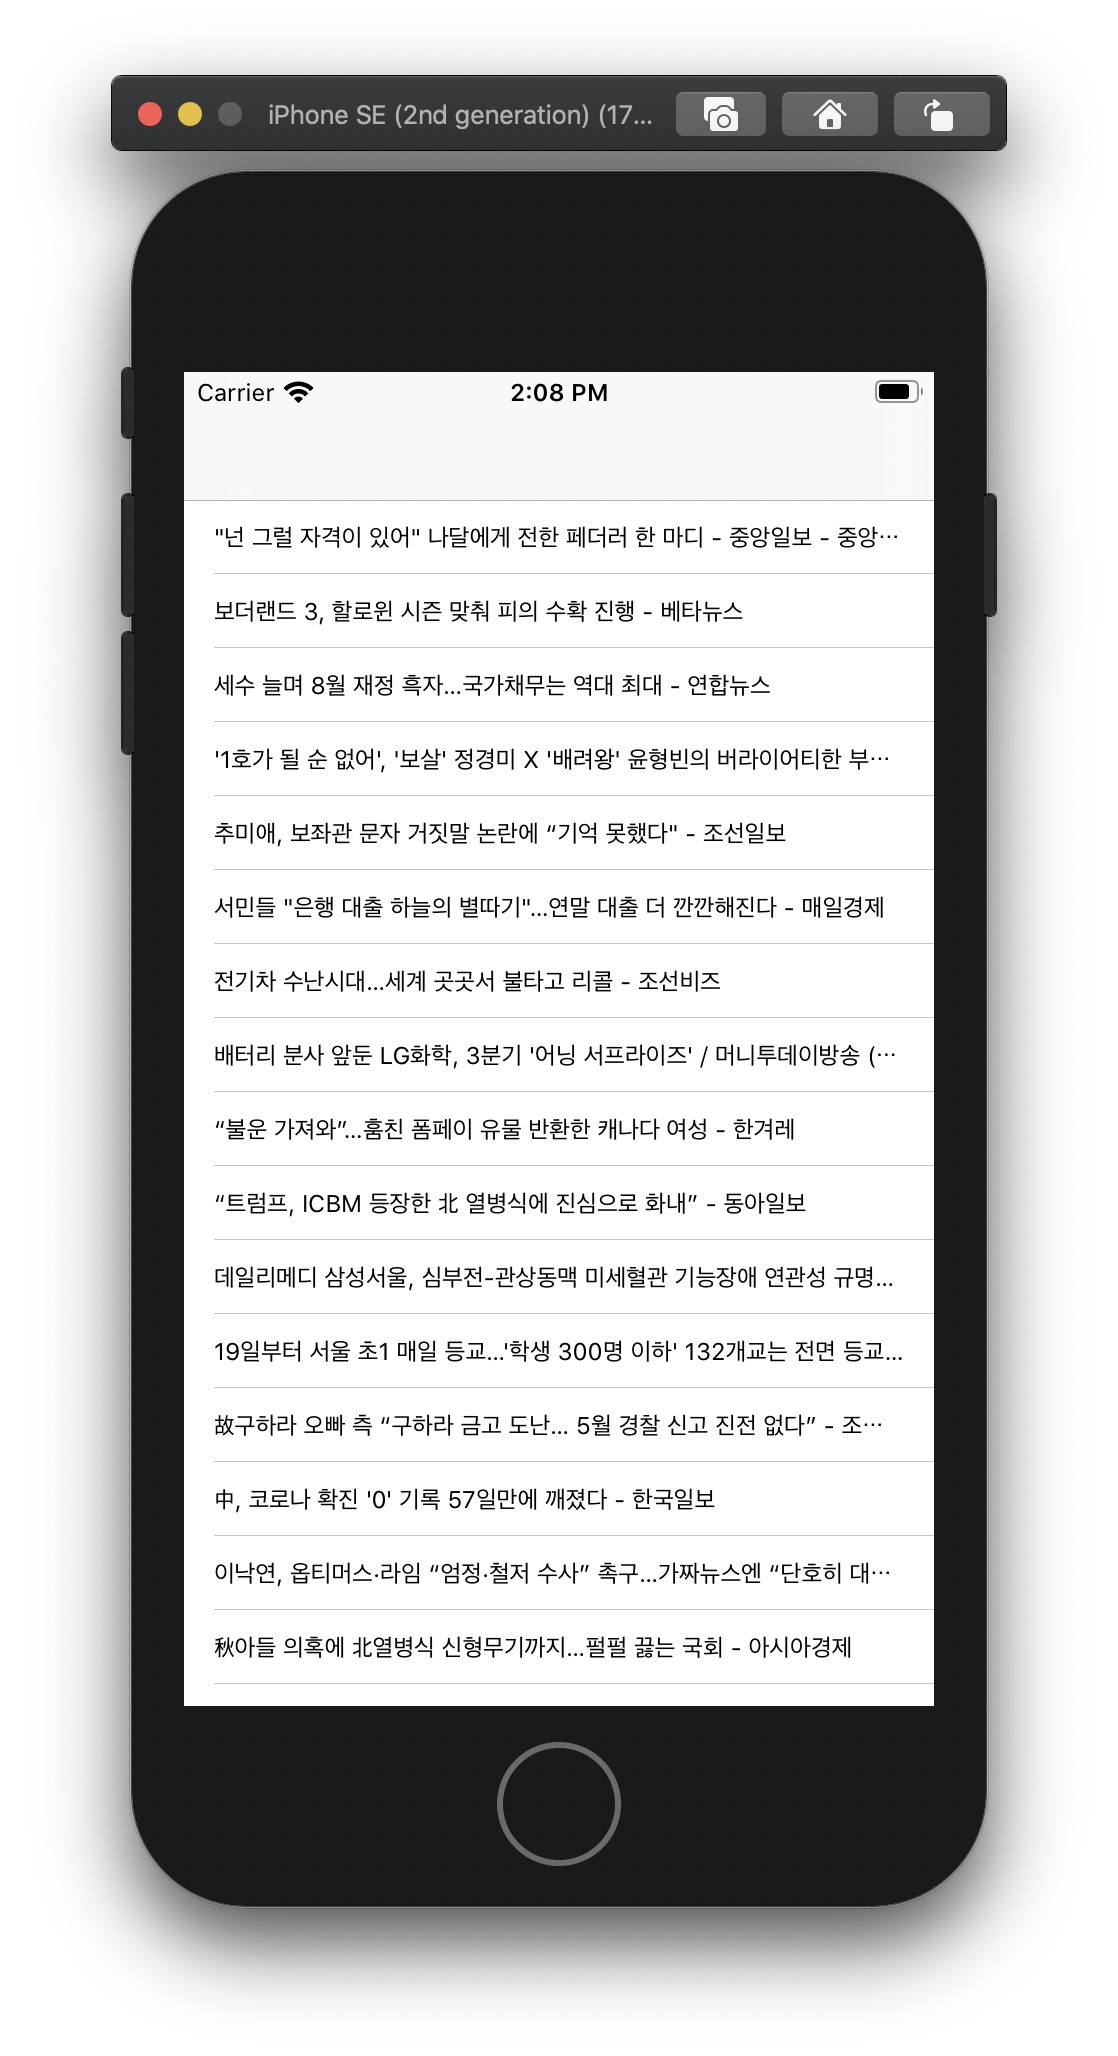 iPhone SE (2nd generation) (17...
Carrier 2:08 PM
"넌 그럴 자격이 있어" 나달에게 전한 페더러 한 마디 - 중앙일보 - 중앙…
보더랜드 3, 할로윈 시즌 맞춰 피의 수확 진행 - 베타뉴스
세수 늘며 8월 재정 흑자...국가채무는 역대 최대 - 연합뉴스
'1호가 될 순 없어', '보살' 정경미 X '배려왕' 윤형빈의 버라이어티한 부…
추미애, 보좌관 문자 거짓말 논란에 “기억 못했다" - 조선일보
서민들 "은행 대출 하늘의 별따기"...연말 대출 더 깐깐해진다 - 매일경제
전기차 수난시대...세계 곳곳서 불타고 리콜 - 조선비즈
배터리 분사 앞둔 LG화학, 3분기 '어닝 서프라이즈' / 머니투데이방송 (…
“불운 가져와”...훔친 폼페이 유물 반환한 캐나다 여성 - 한겨레
“트럼프, ICBM 등장한 北 열병식에 진심으로 화내” - 동아일보
데일리메디 삼성서울, 심부전-관상동맥 미세혈관 기능장애 연관성 규명...
19일부터 서울 초1 매일 등교...'학생 300명 이하' 132개교는 전면 등교...
故구하라 오빠 측 “구하라 금고 도난... 5월 경찰 신고 진전 없다” - 조…
中, 코로나 확진 '0' 기록 57일만에 깨졌다 - 한국일보
이낙연, 옵티머스·라임 “엄정·철저 수사” 촉구...가짜뉴스엔 “단호히 대…
秋아들 의혹에 北열병식 신형무기까지...펄펄 끓는 국회 - 아시아경제